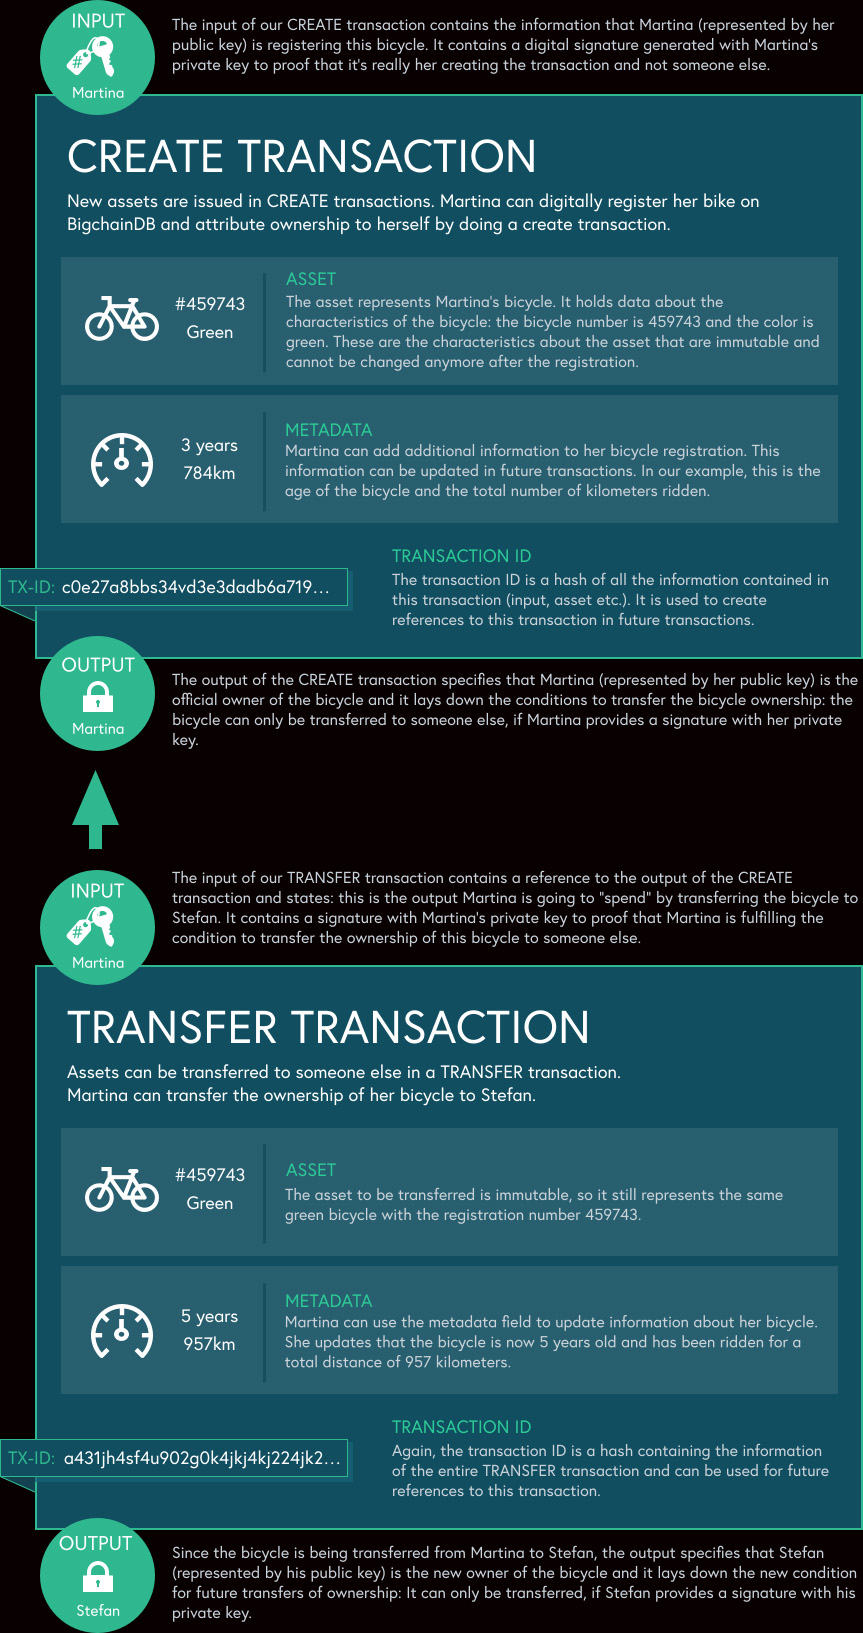 INPUT
Martina
The input of our CREATE transaction contains the information that Martina (represented by her
public key) is registering this bicycle. It contains a digital signature generated with Martina's
private key to proof that it's really her creating the transaction and not someone else.
CREATE TRANSACTION
New assets are issued in CREATE transactions. Martina can digitally register her bike on
BigchainDB and attribute ownership to herself by doing a create transaction.
#459743
Green
ASSET
The asset represents Martina's bicycle. It holds data about the
characteristics of the bicycle: the bicycle number is 459743 and the color is
green. These are the characteristics about the asset that are immutable and
cannot be changed anymore after the registration.
3 years
784km
METADATA
Martina can add additional information to her bicycle registration. This
information can be updated in future transactions. In our example, this is the
age of the bicycle and the total number of kilometers ridden.
TX-ID: c0e27a8bbs34vd3e3dadb6a719...
TRANSACTION ID
The transaction ID is a hash of all the information contained in
this transaction (input, asset etc.). It is used to create
references to this transaction in future transactions.
OUTPUT
Martina
The output of the CREATE transaction specifies that Martina (represented by her public key) is the
official owner of the bicycle and it lays down the conditions to transfer the bicycle ownership: the
bicycle can only be transferred to someone else, if Martina provides a signature with her private
key.
INPUT
Martina
The input of our TRANSFER transaction contains a reference to the output of the CREATE
transaction and states: this is the output Martina is going to "spend" by transferring the bicycle to
Stefan. It contains a signature with Martina's private key to proof that Martina is fulfilling the
condition to transfer the ownership of this bicycle to someone else.
TRANSFER TRANSACTION
Assets can be transferred to someone else in a TRANSFER transaction.
Martina can transfer the ownership of her bicycle to Stefan.
#459743
Green
ASSET
The asset to be transferred is immutable, so it still represents the same
green bicycle with the registration number 459743.
5 years
957km
METADATA
Martina can use the metadata field to update information about her bicycle.
She updates that the bicycle is now 5 years old and has been ridden for a
total distance of 957 kilometers.
TX-ID: a431jh4sf4u902g0k4jkj4kj224jk2...
TRANSACTION ID
Again, the transaction ID is a hash containing the information
of the entire TRANSFER transaction and can be used for future
references to this transaction.
OUTPUT
Stefan
Since the bicycle is being transferred from Martina to Stefan, the output specifies that Stefan
(represented by his public key) is the new owner of the bicycle and it lays down the new condition
for future transfers of ownership: It can only be transferred, if Stefan provides a signature with his
private key.